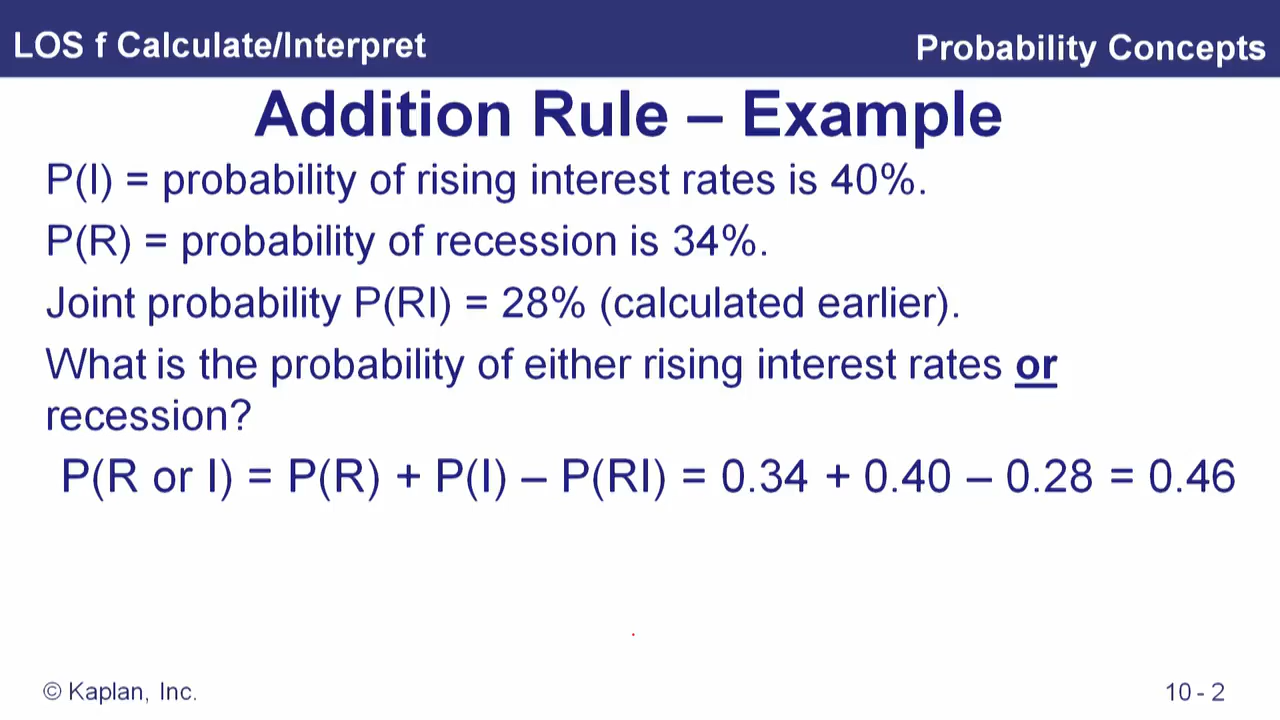 LOS f Calculate/Interpret
Probability Concepts
Addition Rule – Example
P(I) = probability of rising interest rates is 40%.
P(R) = probability of recession is 34%.
Joint probability P(RI) = 28% (calculated earlier).
What is the probability of either rising interest rates or
recession?
P(R or I) = P(R) + P(I) – P(RI) = 0.34 + 0.40 – 0.28 = 0.46
© Kaplan, Inc.
10 - 2